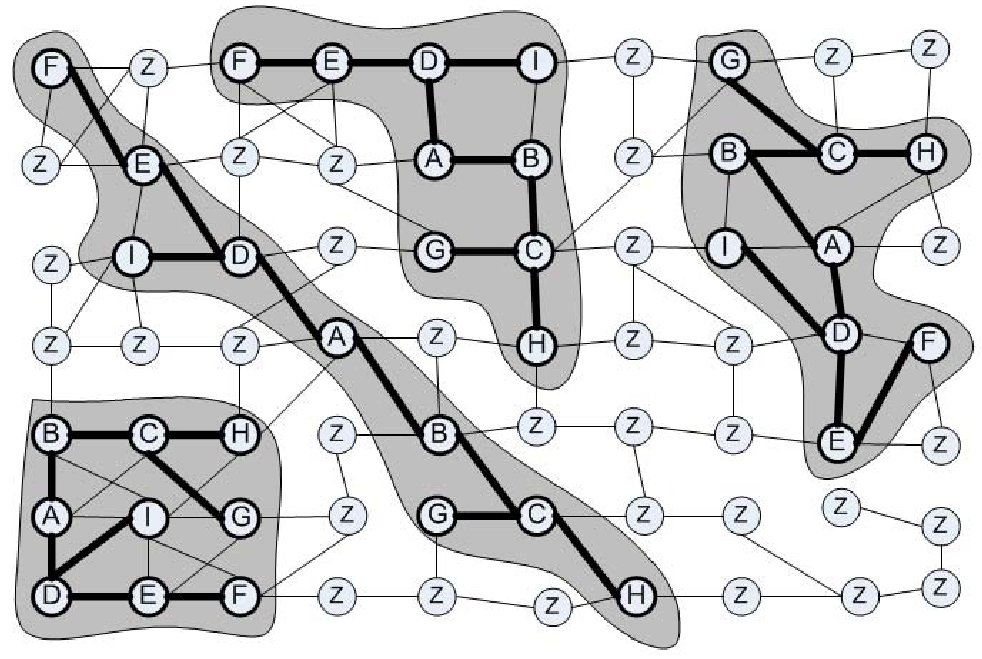 F Z F E D I Z G Z Z
Z E Z Z A B Z B C H
Z I D Z G C Z I A Z
Z Z Z A Z H Z Z D F
B C H Z B Z Z Z E Z
A I G Z G C Z Z Z Z
D E F Z Z Z H Z Z Z